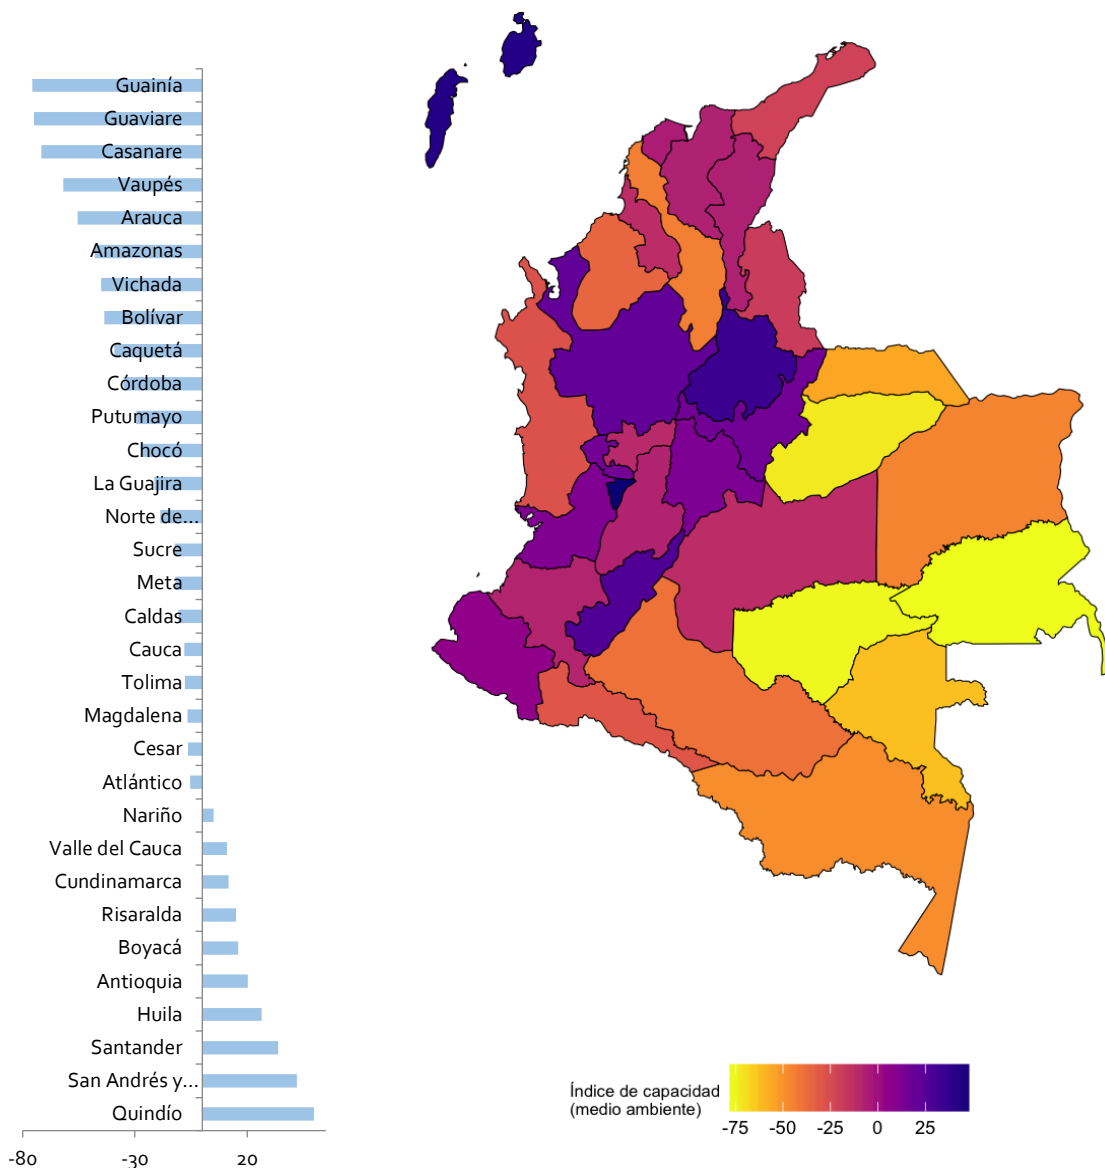 Guainía
Guaviare
Casanare
Vaupés
Arauca
Amazonas
Vichada
Bolívar
Caquetá
Córdoba
Putumayo
Chocó
La Guajira
Norte de...
Sucre
Meta
Caldas
Cauca
Tolima
Magdalena
Cesar
Atlántico
Nariño
Valle del Cauca
Cundinamarca
Risaralda
Boyacá
Antioquia
Huila
Santander
San Andrés y...
Quindío
-80 -30 20
Índice de capacidad
(medio ambiente)
-75 -50 -25 0 25